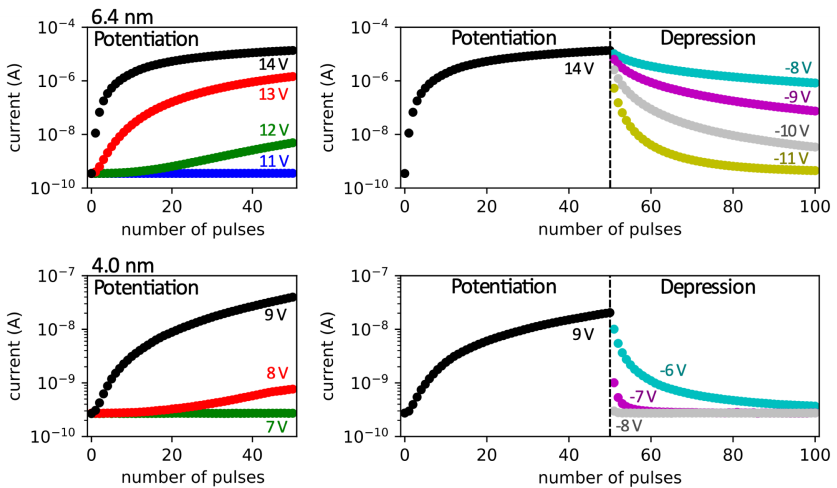 6.4 nm
10⁻⁴
10⁻⁶
10⁻⁸
10⁻¹⁰
current (A)
Potentiation
14 V
13 V
12 V
11 V
0
20
40
number of pulses
10⁻⁴
10⁻⁶
10⁻⁸
10⁻¹⁰
current (A)
Potentiation
Depression
14 V
-8 V
-9 V
-10 V
-11 V
0
20
40
60
80
100
number of pulses
4.0 nm
10⁻⁷
10⁻⁸
10⁻⁹
10⁻¹⁰
current (A)
Potentiation
9 V
8 V
7 V
0
20
40
number of pulses
10⁻⁷
10⁻⁸
10⁻⁹
10⁻¹⁰
current (A)
Potentiation
Depression
9 V
-6 V
-7 V
-8 V
0
20
40
60
80
100
number of pulses